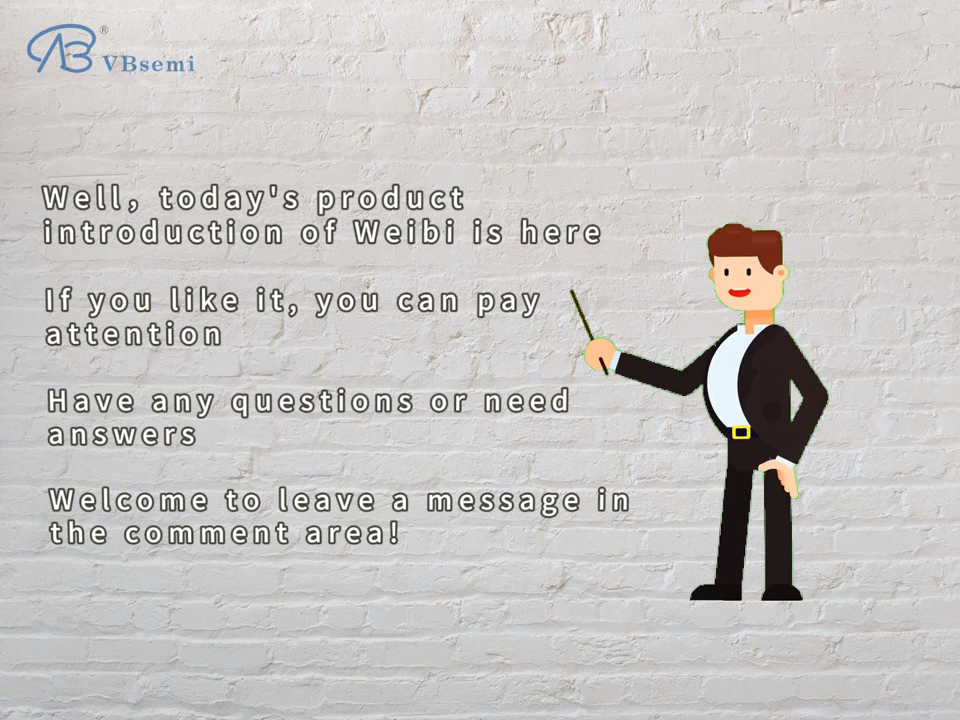 VBsemi
Well, today's product
introduction of Weibi is here
If you like it, you can pay
attention
Have any questions or need
answers
Welcome to leave a message in
the comment area!